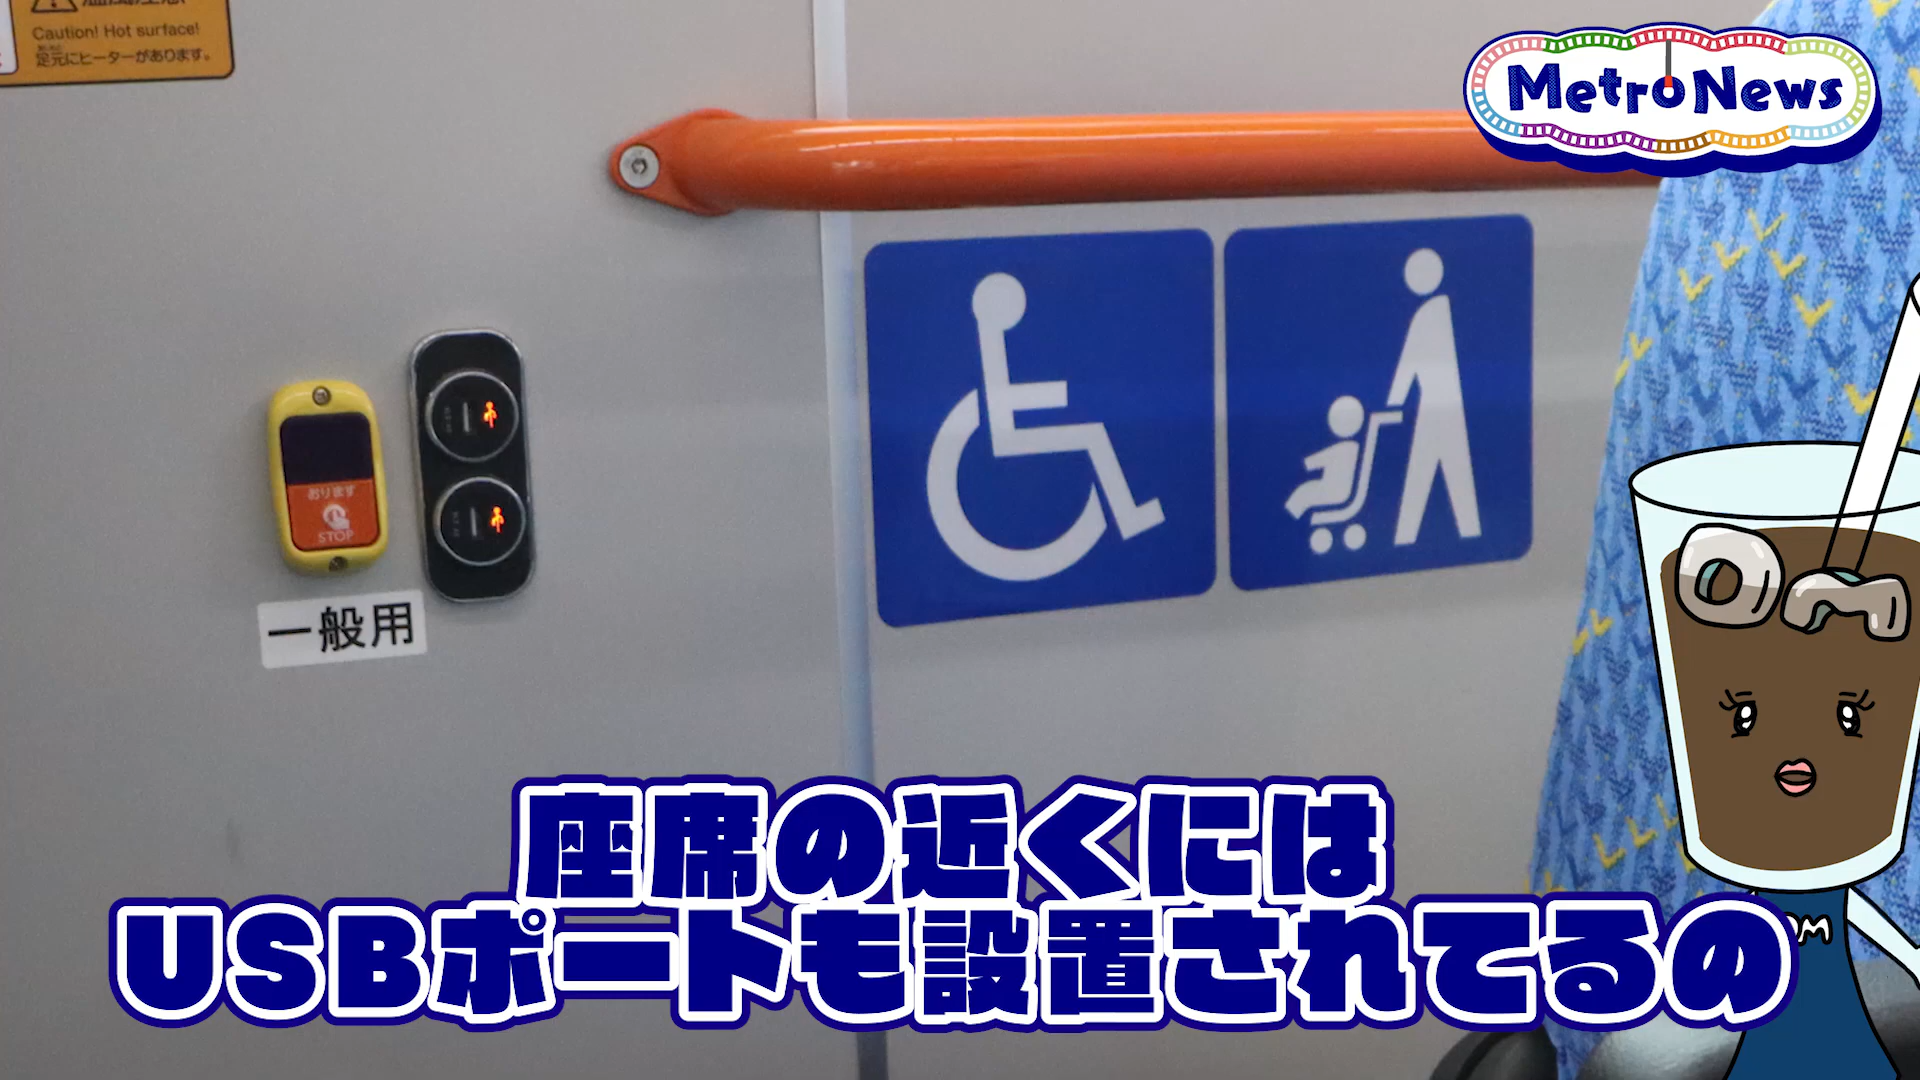 Caution! Hot surface!
足元にヒーターがあります。
MetroNews
おります
STOP
一般用
OM
座席の近くには
USBポートも設置されてるの